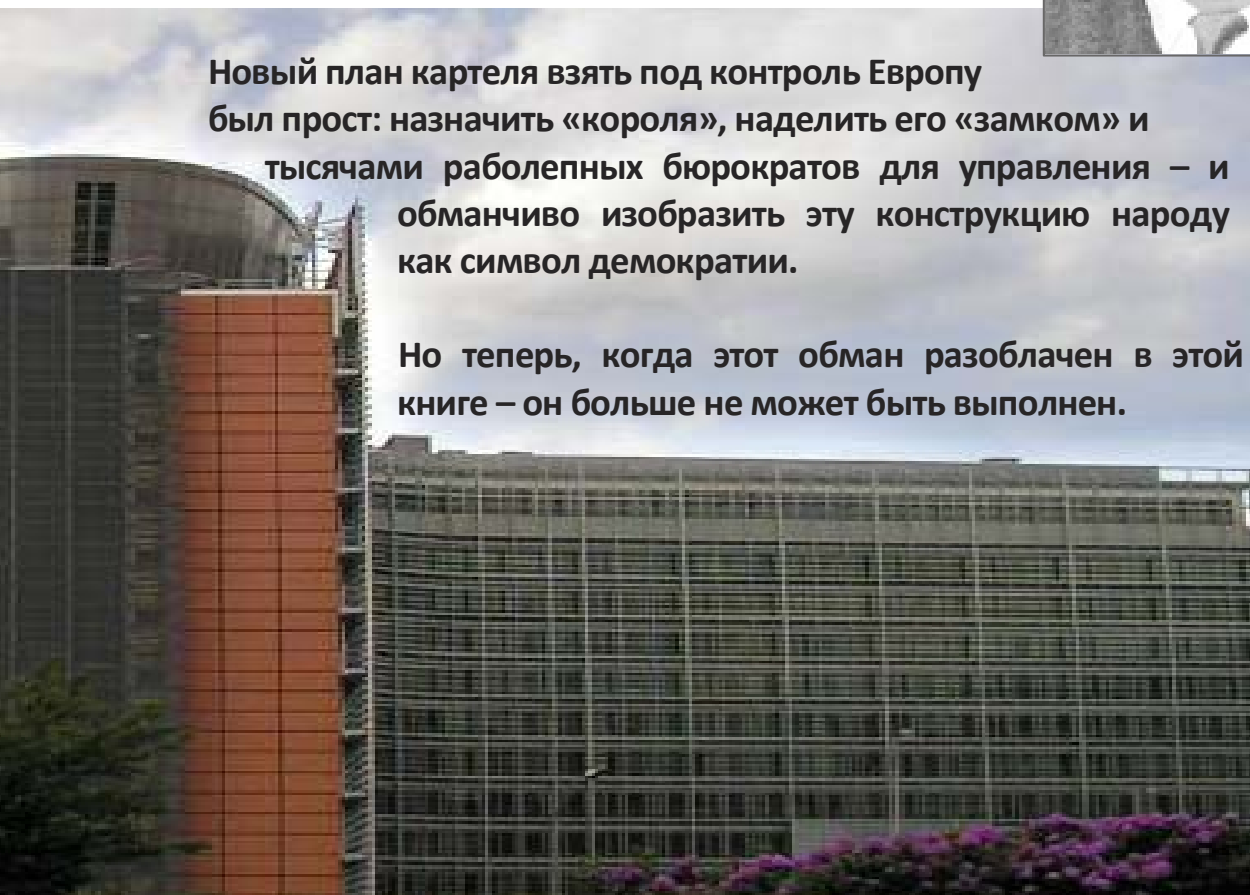 Новый план картеля взять под контроль Европу
был прост: назначить «короля», наделить его «замком» и
тысячами раболепных бюрократов для управления – и
обманчиво изобразить эту конструкцию народу
как символ демократии.
Но теперь, когда этот обман разоблачен в этой
книге – он больше не может быть выполнен.